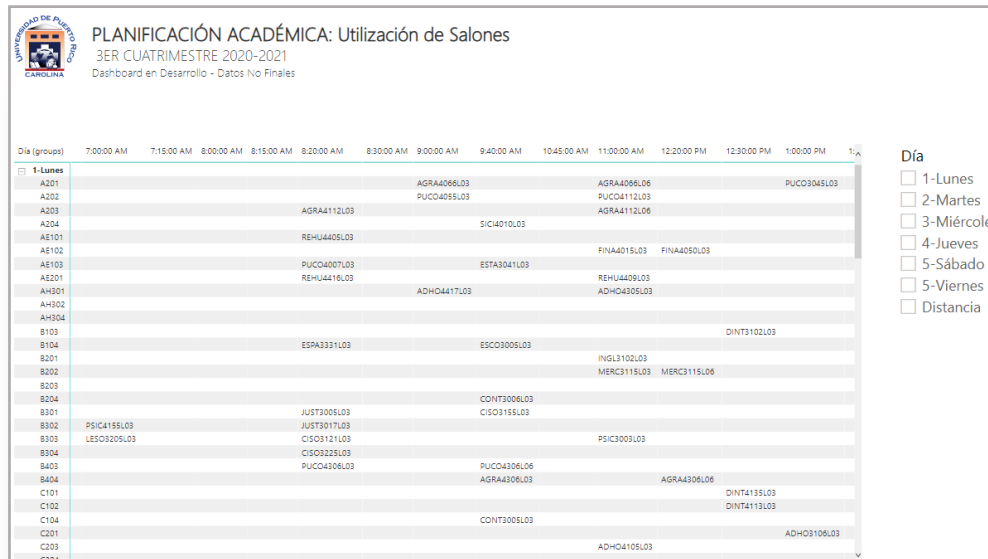 UNIVERSIDAD DE PUERTO RICO
CAROLINA
PLANIFICACIÓN ACADÉMICA: Utilización de Salones
3ER CUATRIMESTRE 2020-2021
Dashboard en Desarrollo - Datos No Finales
Día (groups) 7:00:00 AM 7:15:00 AM 8:00:00 AM 8:15:00 AM 8:20:00 AM 8:30:00 AM 9:00:00 AM 9:40:00 AM 10:45:00 AM 11:00:00 AM 12:20:00 PM 12:30:00 PM 1:00:00 PM 1:
1-Lunes
A201 AGRA4066L03 AGRA4066L06 PUCO3045L03
A202 PUCO4055L03 PUCO4112L03
A203 AGRA4112L03 AGRA4112L06
A204 SICI4010L03
AE101 REHU4405L03
AE102 FINA4015L03 FINA4050L03
AE103 PUCO4007L03 ESTA3041L03
AE201 REHU4416L03 REHU4409L03
AH301 ADHO4417L03 ADHO4305L03
AH302
AH304
B103 DINT3102L03
B104 ESPA3331L03 ESCO3005L03
B201 INGL3102L03
B202 MERC3115L03 MERC3115L06
B203
B204 CONT3006L03
B301 JUST3005L03 CISO3155L03
B302 PSIC4155L03 JUST3017L03
B303 LESO3205L03 CISO3121L03 PSIC3003L03
B304 CISO3225L03
B403 PUCO4306L03 PUCO4306L06
B404 AGRA4306L03 AGRA4306L06
C101 DINT4135L03
C102 DINT4113L03
C104 CONT3005L03
C201 ADHO3106L03
C203 ADHO4105L03
Día
1-Lunes
2-Martes
3-Miércole
4-Jueves
5-Sábado
5-Viernes
Distancia